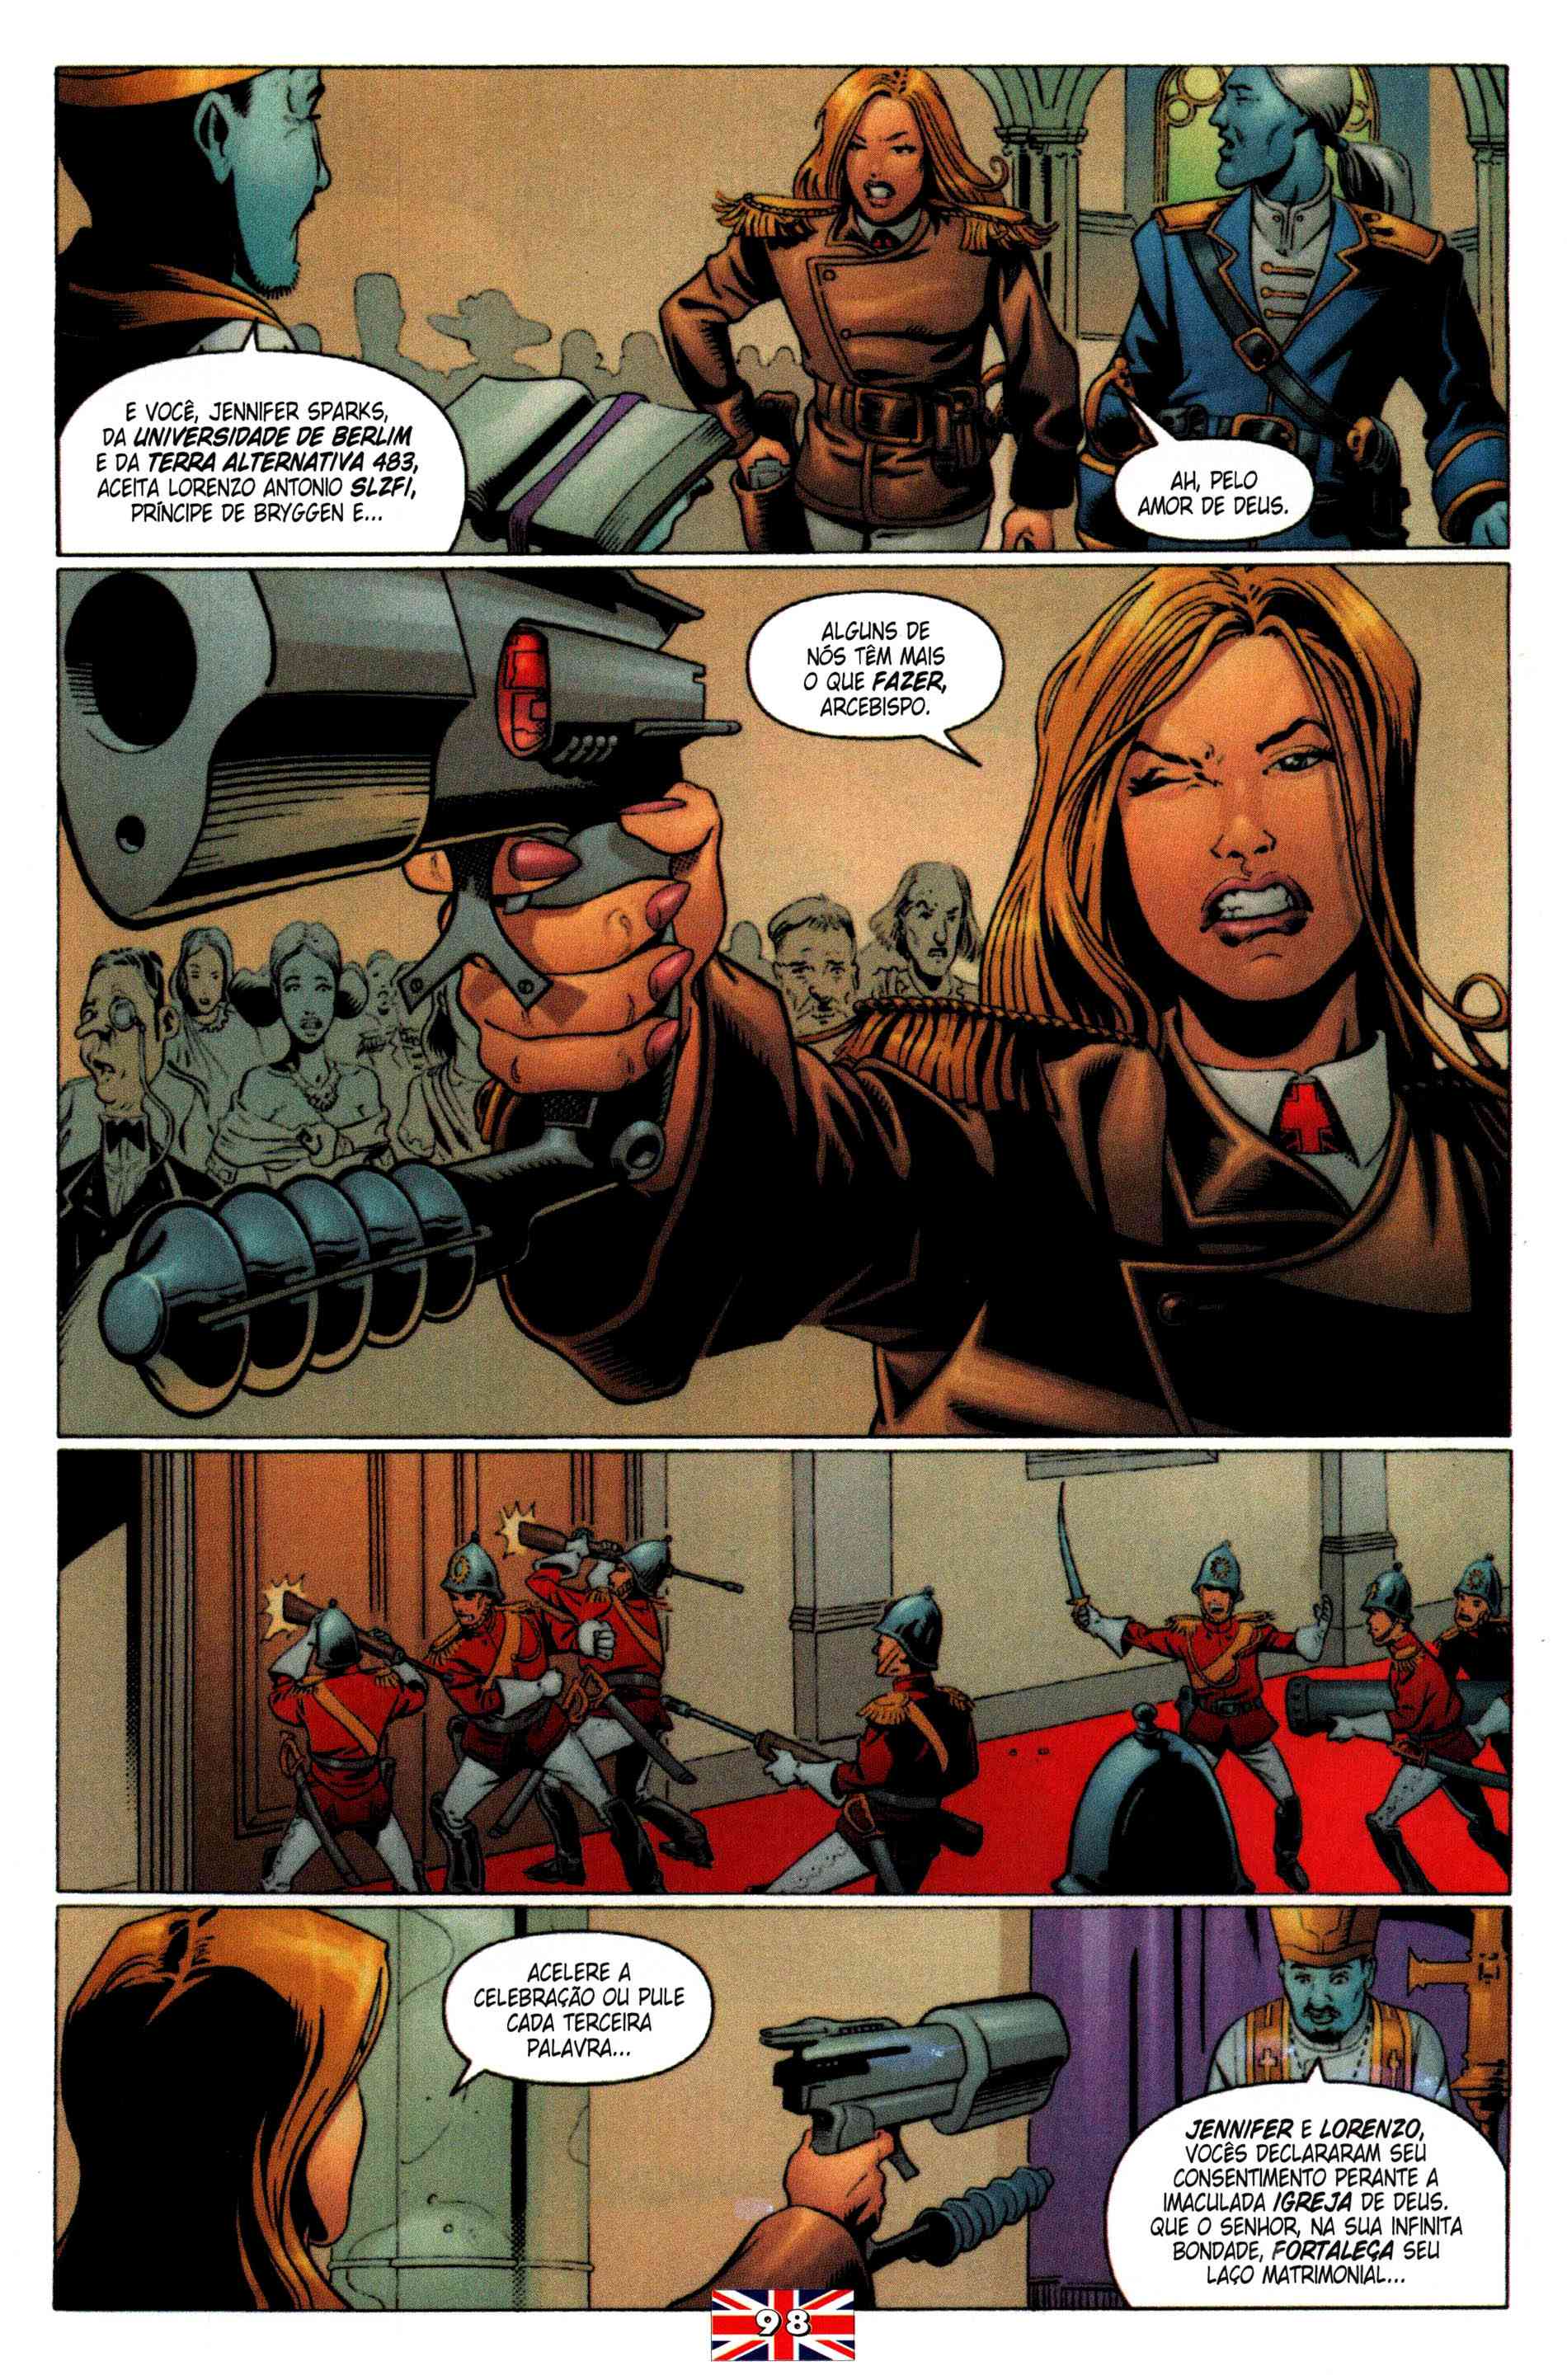 E VOCÊ, JENNIFER SPARKS,
DA UNIVERSIDADE DE BERLIM
E DA TERRA ALTERNATIVA 483,
ACEITA LORENZO ANTONIO SLZFI,
PRÍNCIPE DE BRYGGEN E...
AH, PELO
AMOR DE DEUS.
ALGUNS DE
NÓS TÊM MAIS
O QUE FAZER,
ARCEBISPO.
ACELERE A
CELEBRAÇÃO OU PULE
CADA TERCEIRA
PALAVRA...
JENNIFER E LORENZO,
VOCÊS DECLARARAM SEU
CONSENTIMENTO PERANTE A
IMACULADA IGREJA DE DEUS.
QUE O SENHOR, NA SUA INFINITA
BONDADE, FORTALEÇA SEU
LAÇO MATRIMONIAL...
98